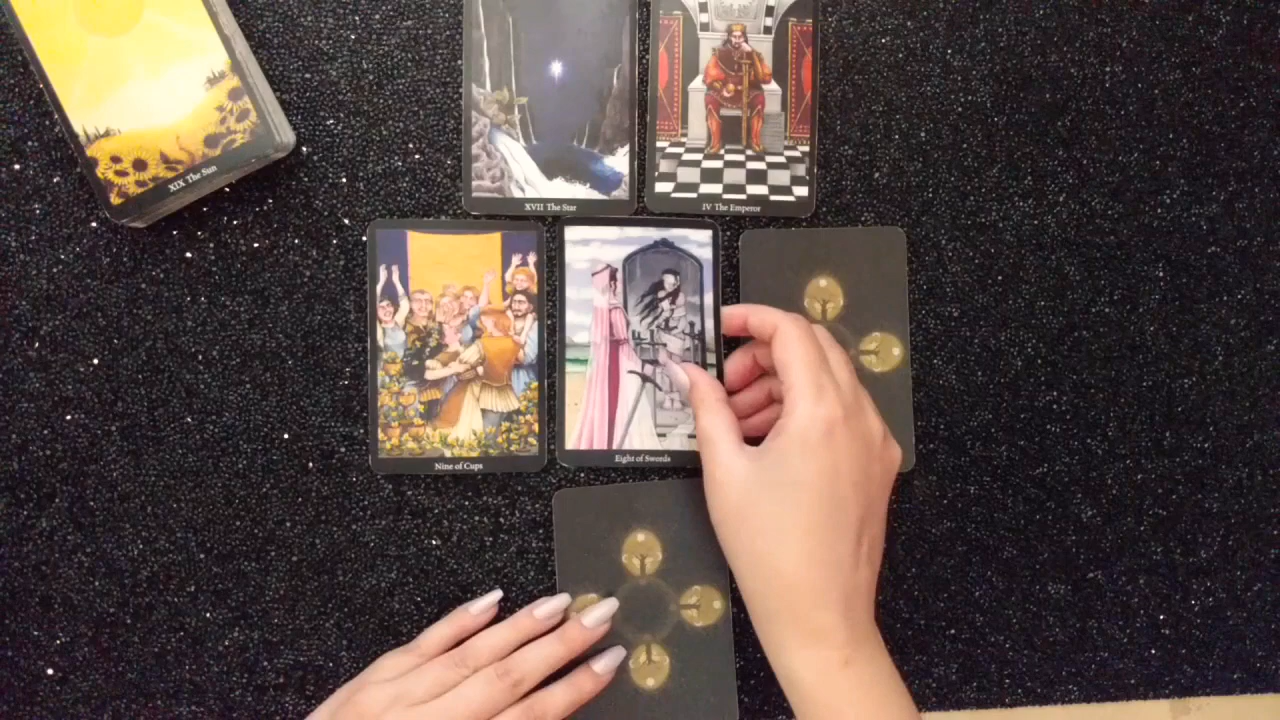 XIX The Sun
XVII The Star
IV The Emperor
Nine of Cups
Eight of Swords